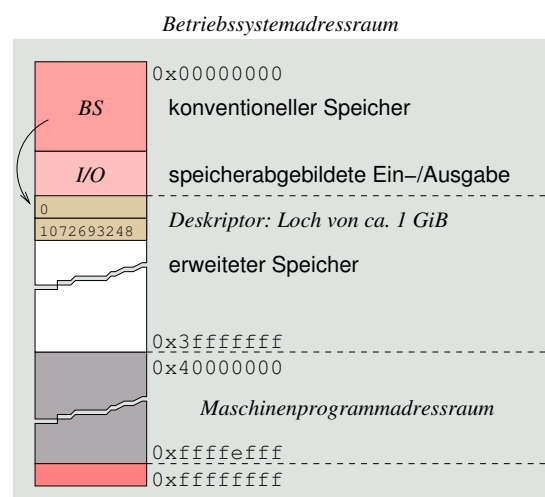 Betriebssystemadressraum
0x00000000
BS
konventioneller Speicher
I/O
speicherabgebildete Ein−/Ausgabe
0
Deskriptor: Loch von ca. 1 GiB
1072693248
erweiteter Speicher
0x3fffffff
0x40000000
Maschinenprogrammadressraum
0xffffefff
0xffffffff